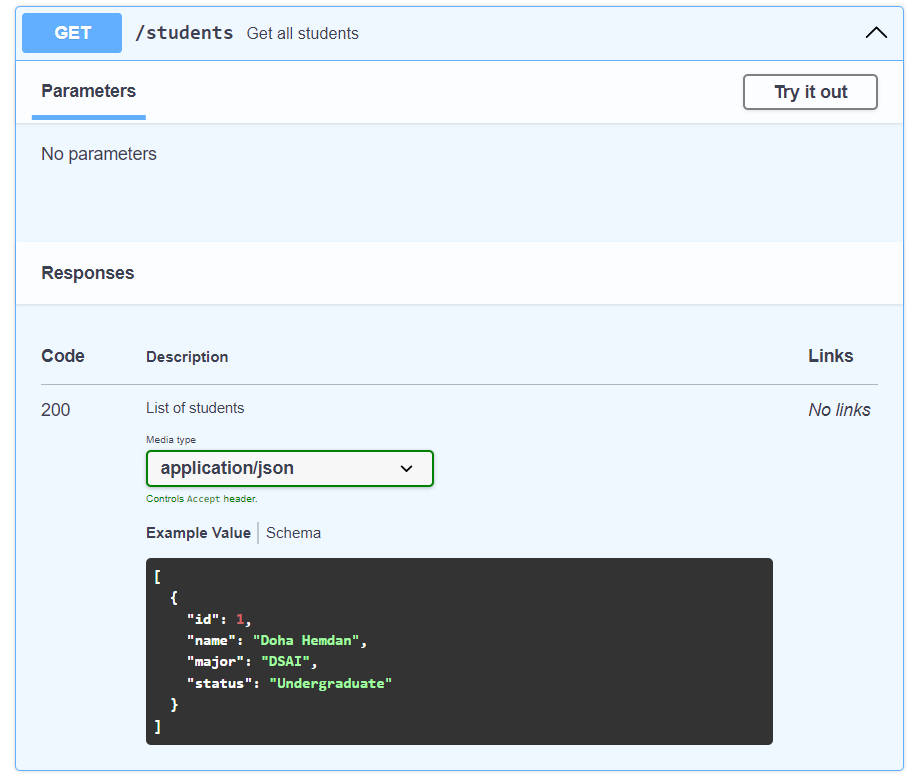 GET /students Get all students
Parameters
Try it out
No parameters
Responses
Code Description Links
200 List of students No links
Media type
application/json
Controls Accept header.
Example Value Schema
[
  {
    "id": 1,
    "name": "Doha Hemdan",
    "major": "DSAI",
    "status": "Undergraduate"
  }
]